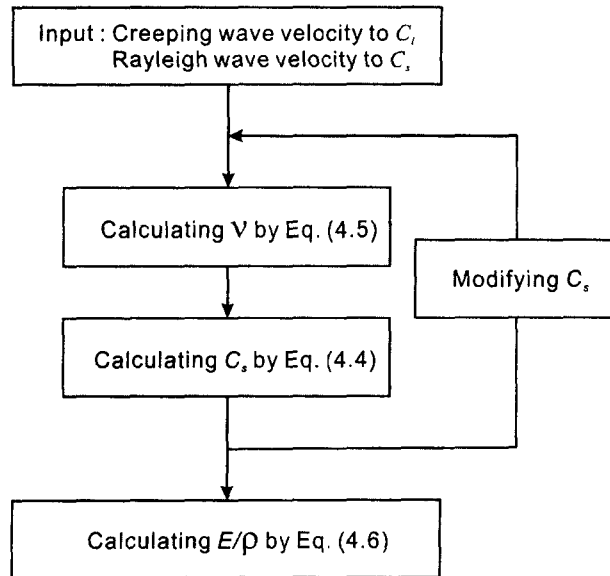 Input : Creeping wave velocity to C_l
Rayleigh wave velocity to C_s
Calculating ν by Eq. (4.5)
Modifying C_s
Calculating C_s by Eq. (4.4)
Calculating E/ρ by Eq. (4.6)